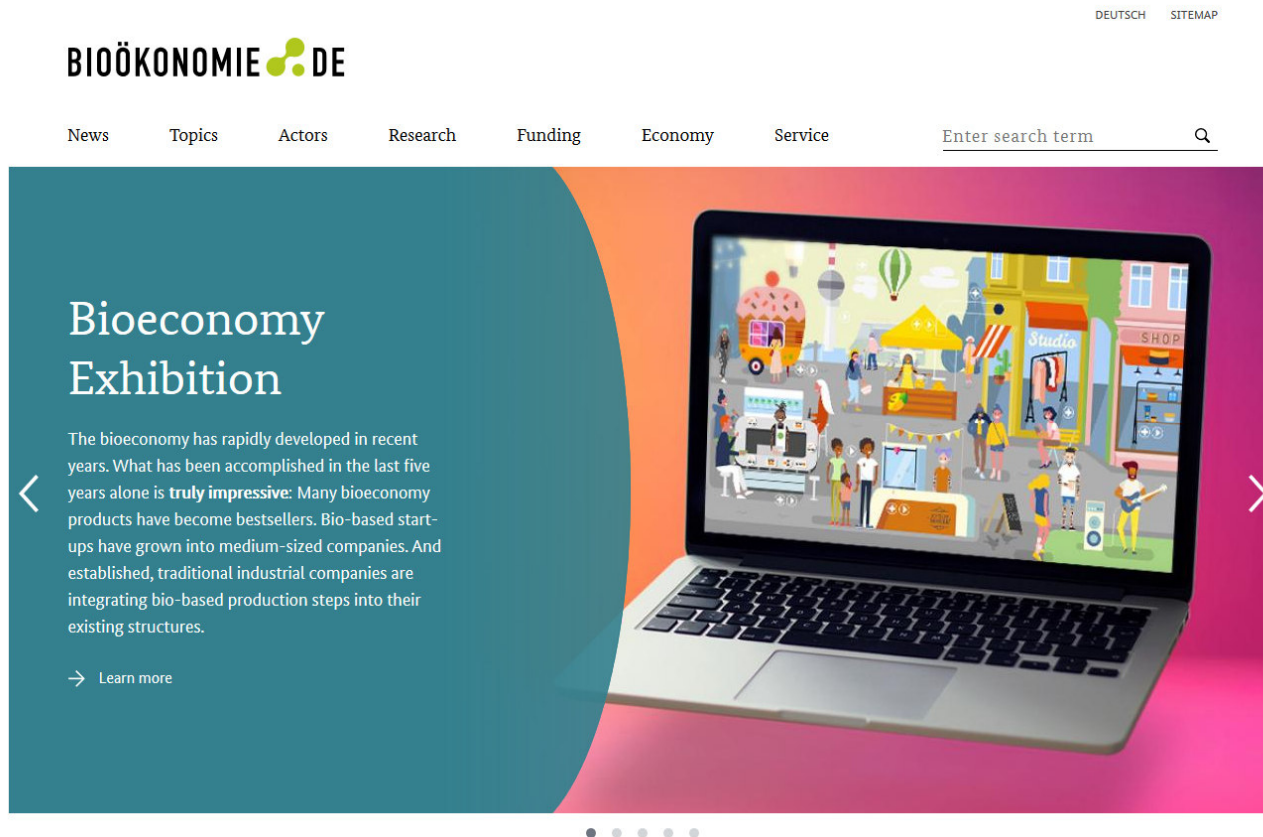 DEUTSCH SITEMAP
BIOÖKONOMIE DE
News Topics Actors Research Funding Economy Service Enter search term
Bioeconomy
Exhibition
The bioeconomy has rapidly developed in recent
years. What has been accomplished in the last five
years alone is truly impressive: Many bioeconomy
products have become bestsellers. Bio-based start-
ups have grown into medium-sized companies. And
established, traditional industrial companies are
integrating bio-based production steps into their
existing structures.
Learn more
Studio
SHOP